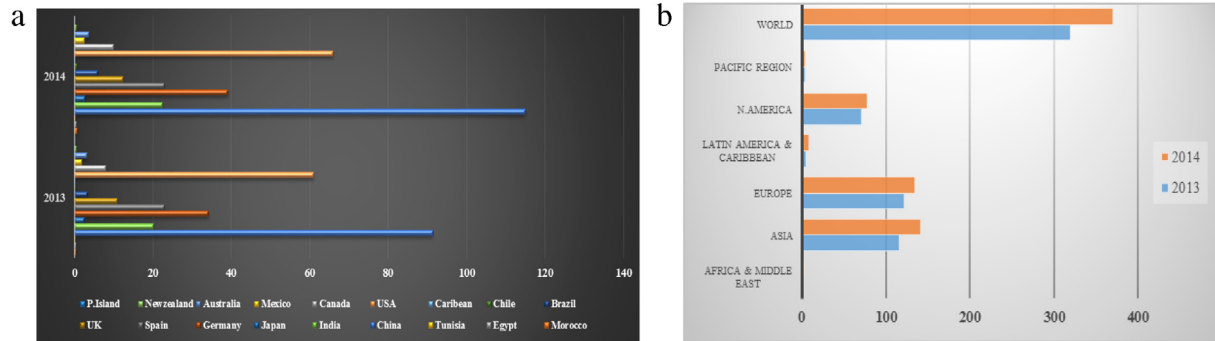 a
2014
2013
0 20 40 60 80 100 120 140
P.Island Newzealand Australia Mexico Canada USA Caribean Chile Brazil
UK Spain Germany Japan India China Tunisia Egypt Morocco
b
WORLD
PACIFIC REGION
N.AMERICA
LATIN AMERICA &
CARIBBEAN
EUROPE
ASIA
AFRICA & MIDDLE
EAST
0 100 200 300 400
2014
2013